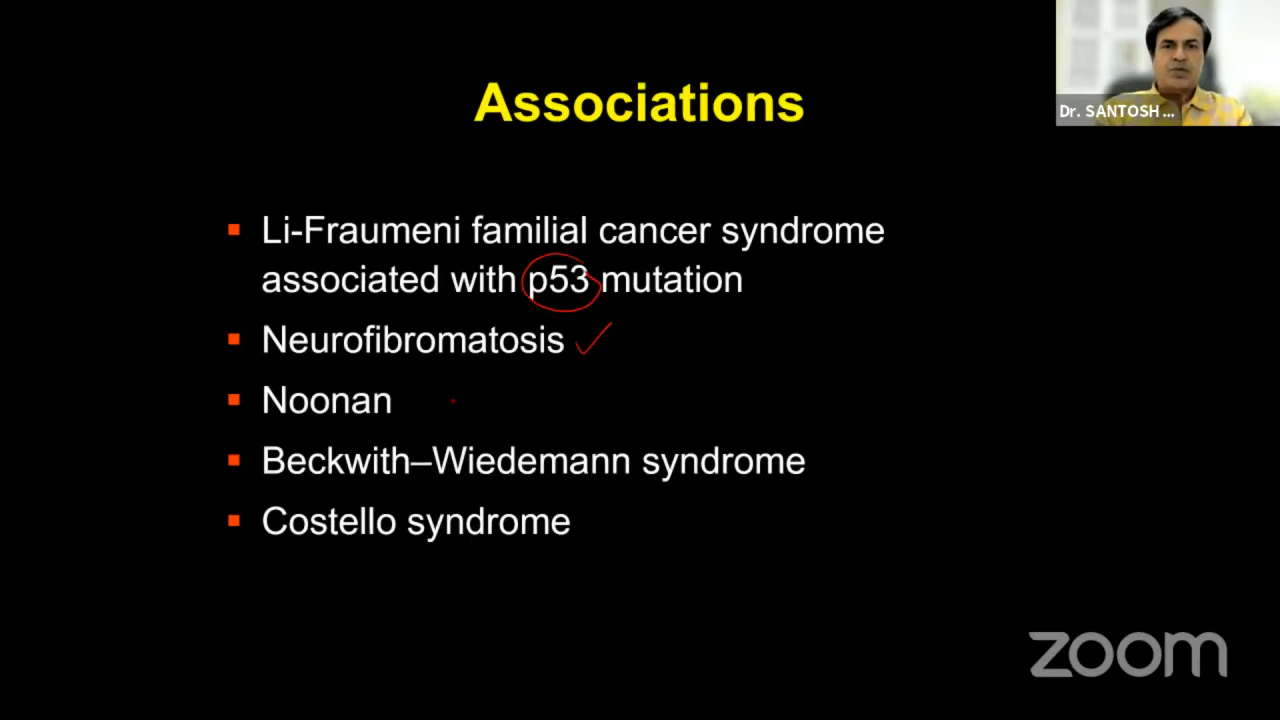 Associations
Dr. SANTOSH ...
Li-Fraumeni familial cancer syndrome
associated with p53 mutation
Neurofibromatosis
Noonan
Beckwith–Wiedemann syndrome
Costello syndrome
zoom